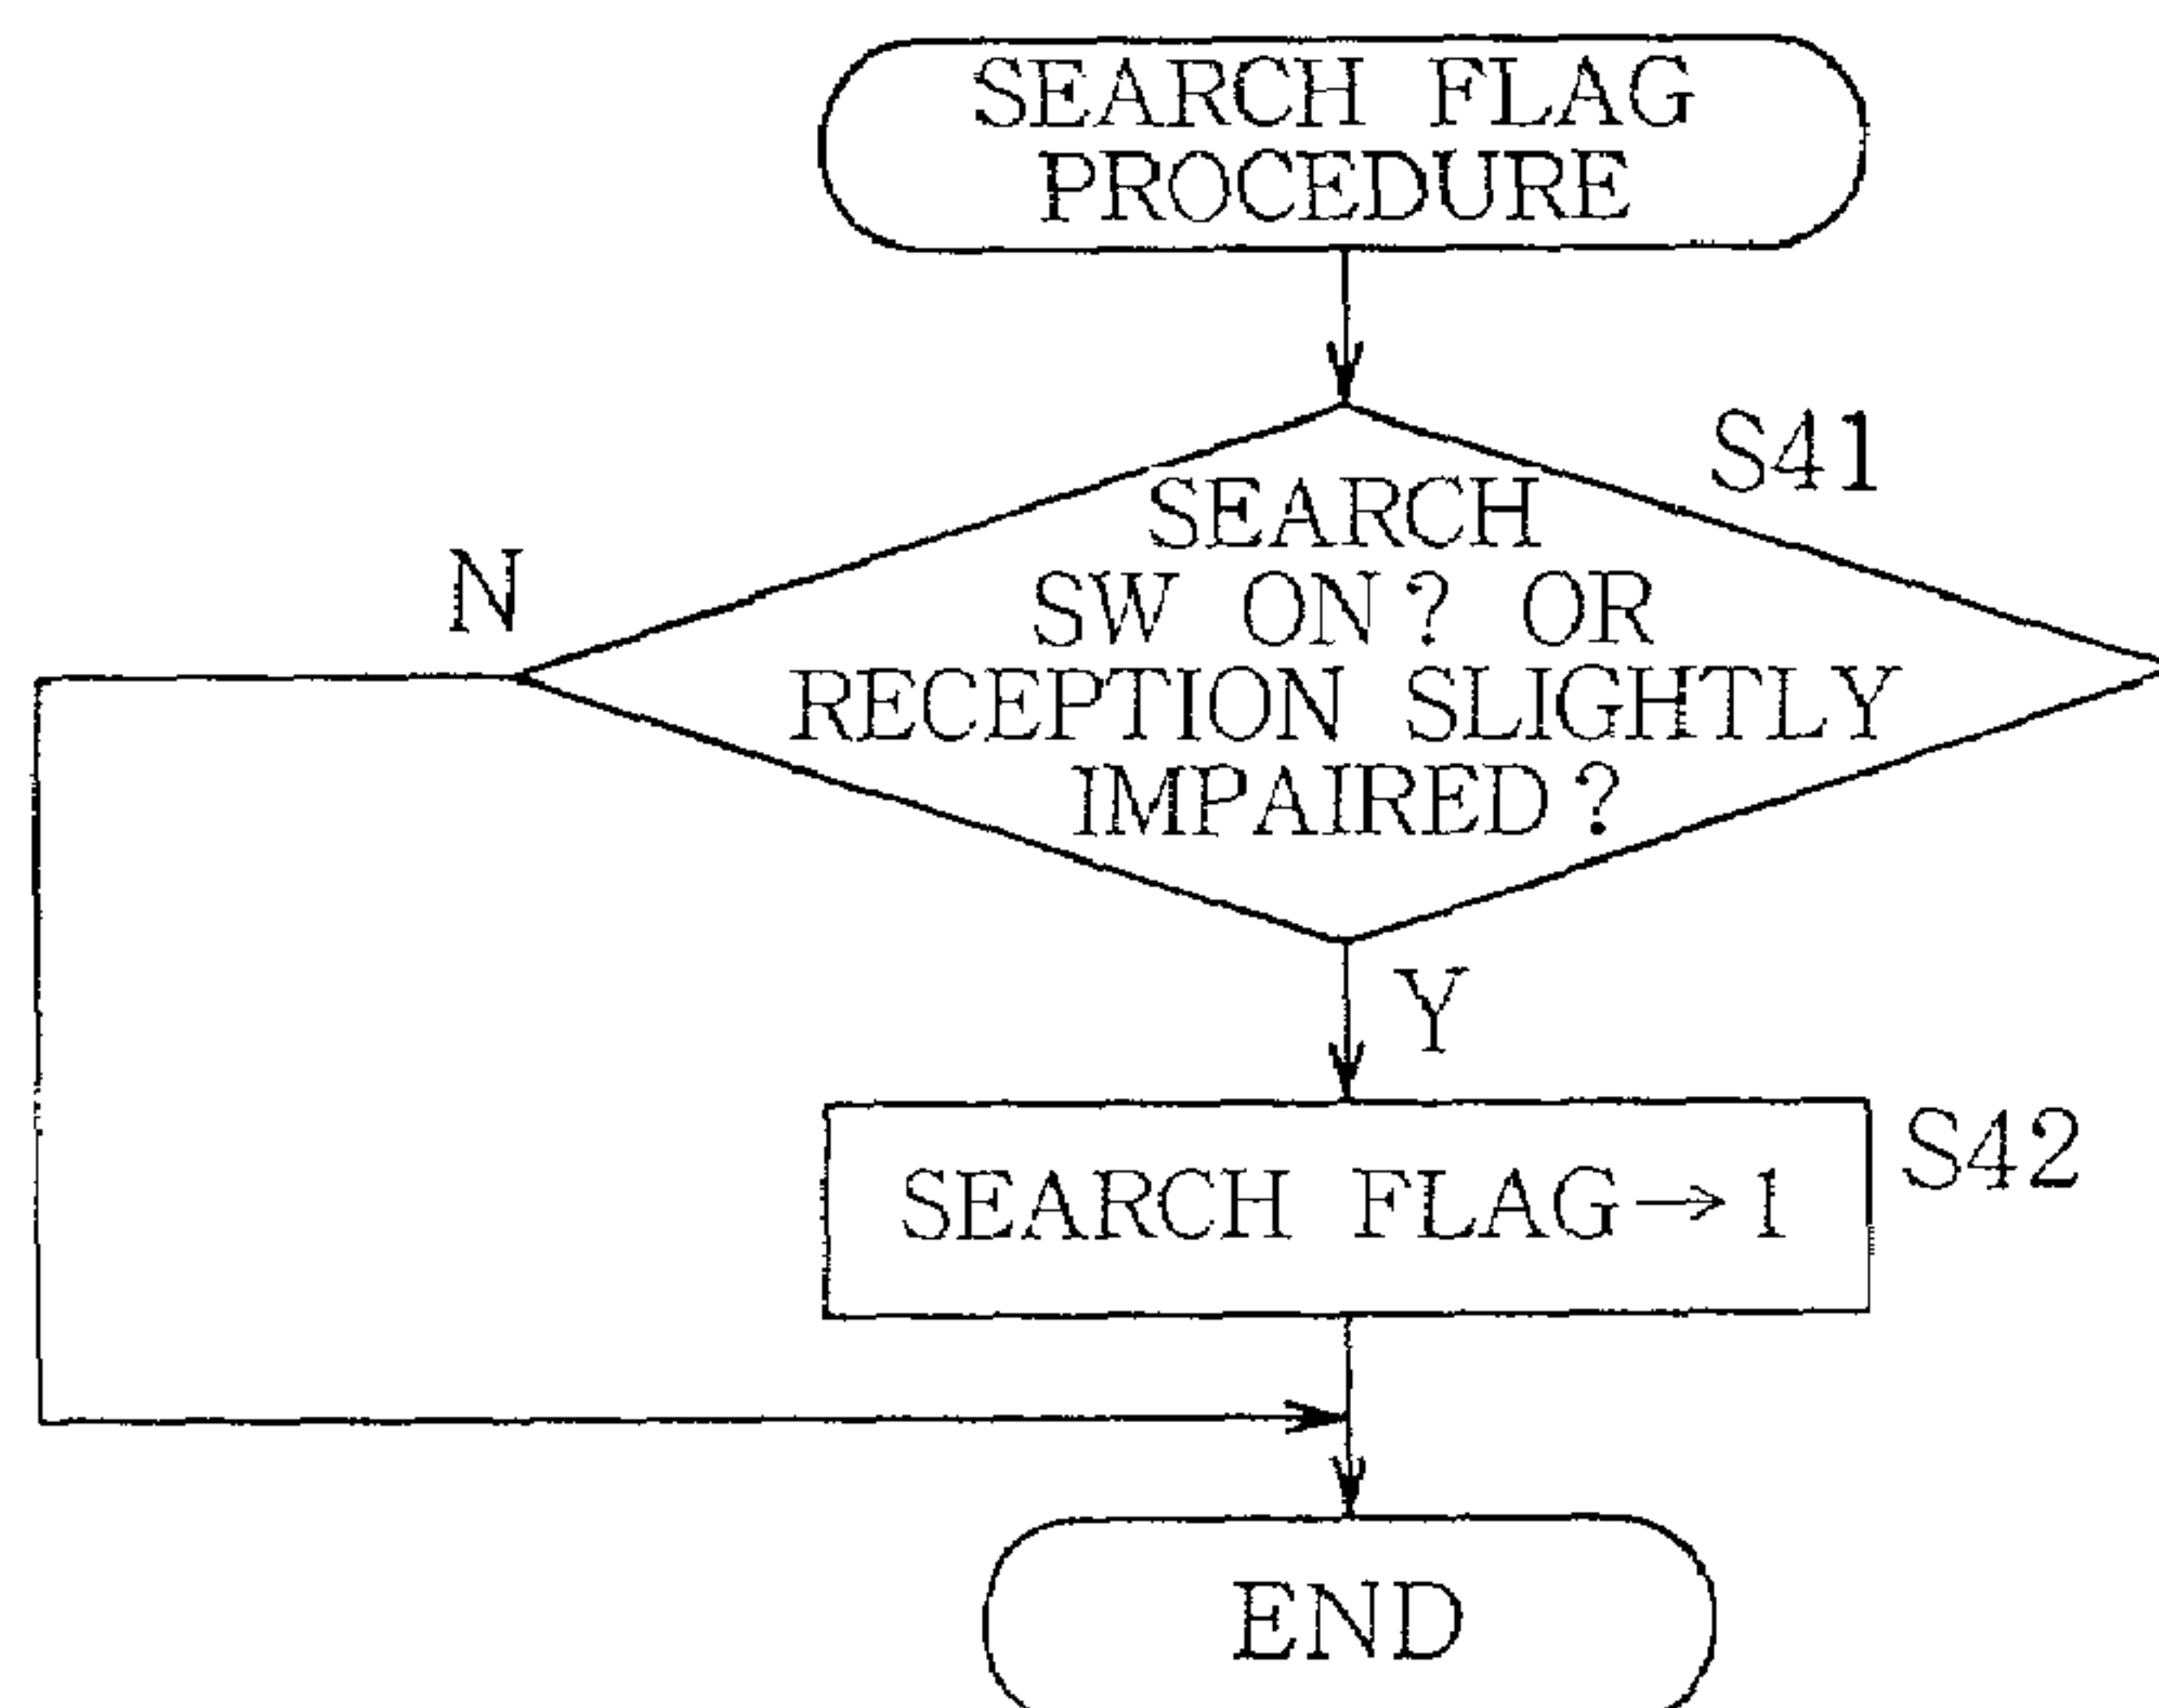 SEARCH FLAG
PROCEDURE
S41
SEARCH
SW ON? OR
RECEPTION SLIGHTLY
IMPAIRED?
N
Y
S42
SEARCH FLAG→1
END